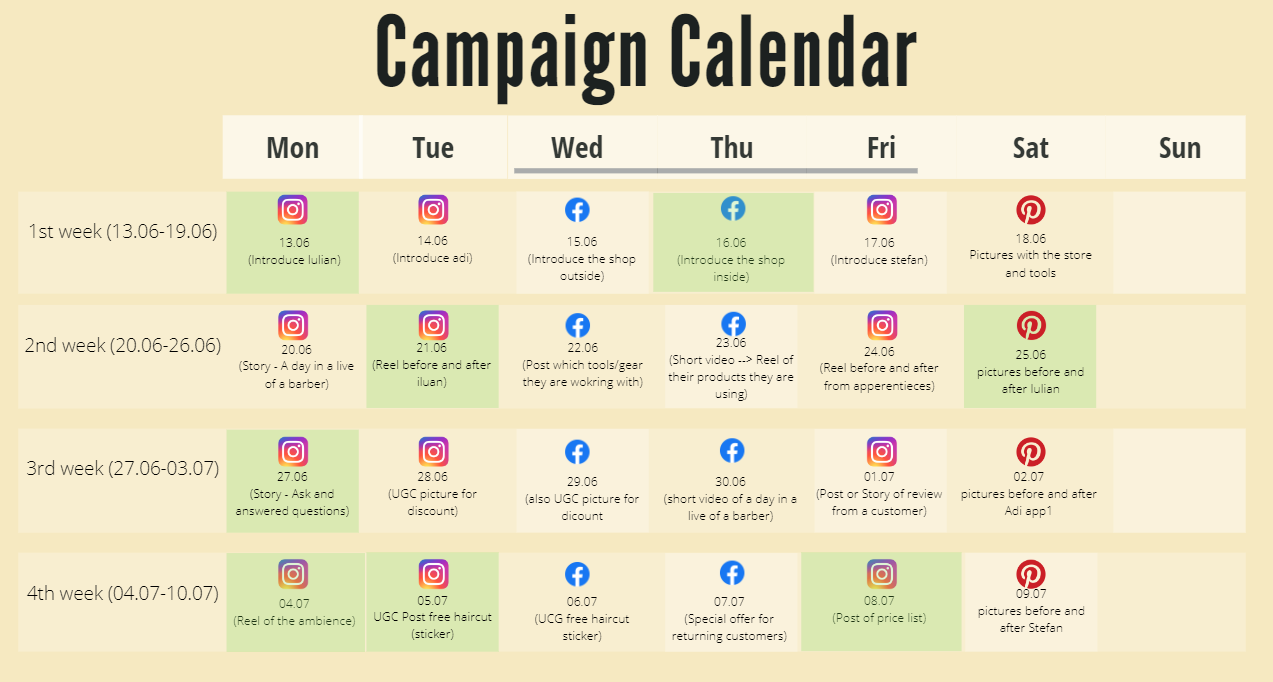 Campaign Calendar
Mon Tue Wed Thu Fri Sat Sun
1st week (13.06-19.06)
13.06
(Introduce Iulian)
14.06
(Introduce adi)
15.06
(Introduce the shop
outside)
16.06
(Introduce the shop
inside)
17.06
(Introduce stefan)
18.06
Pictures with the store
and tools
2nd week (20.06-26.06)
20.06
(Story - A day in a live
of a barber)
21.06
(Reel before and after
iluan)
22.06
(Post which tools/gear
they are wokring with)
23.06
(Short video --> Reel of
their products they are
using)
24.06
(Reel before and after
from apperentieces)
25.06
pictures before and
after Iulian
3rd week (27.06-03.07)
27.06
(Story - Ask and
answered questions)
28.06
(UGC picture for
discount)
29.06
(also UGC picture for
dicount
30.06
(short video of a day in a
live of a barber)
01.07
(Post or Story of review
from a customer)
02.07
pictures before and after
Adi app1
4th week (04.07-10.07)
04.07
(Reel of the ambience)
05.07
UGC Post free haircut
(sticker)
06.07
(UCG free haircut
sticker)
07.07
(Special offer for
returning customers)
08.07
(Post of price list)
09.07
pictures before and
after Stefan